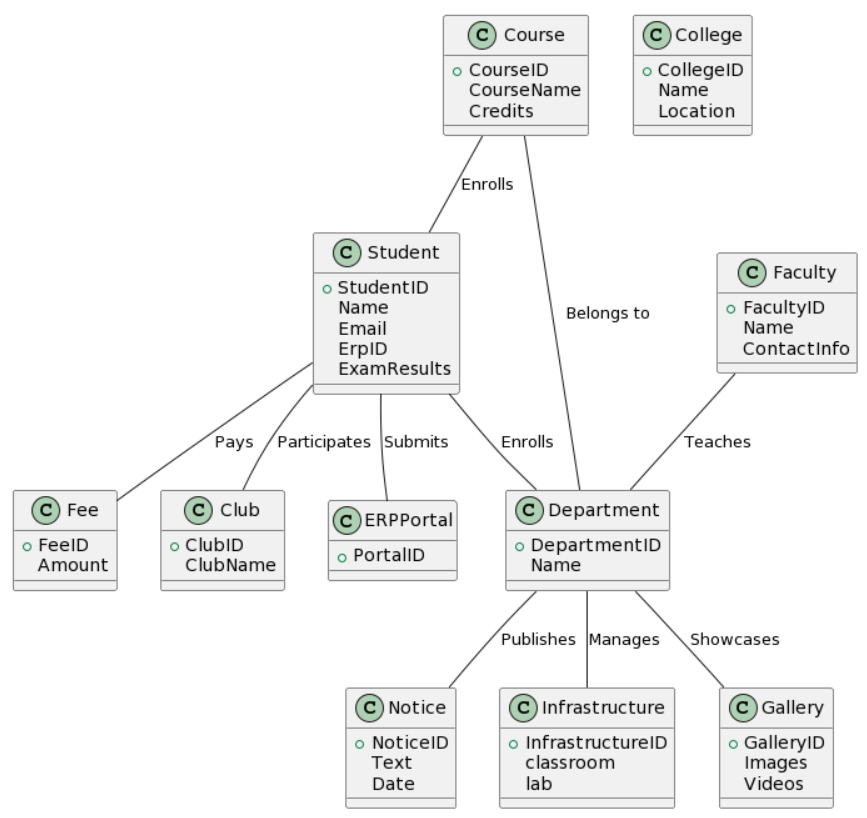 C Course
CourseID
CourseName
Credits
C College
CollegeID
Name
Location
Enrolls
C Student
StudentID
Name
Email
ErpID
ExamResults
Belongs to
C Faculty
FacultyID
Name
ContactInfo
Pays
Participates
Submits
Enrolls
Teaches
C Fee
FeeID
Amount
C Club
ClubID
ClubName
C ERPPortal
PortalID
C Department
DepartmentID
Name
Publishes
Manages
Showcases
C Notice
NoticeID
Text
Date
C Infrastructure
InfrastructureID
classroom
lab
C Gallery
GalleryID
Images
Videos